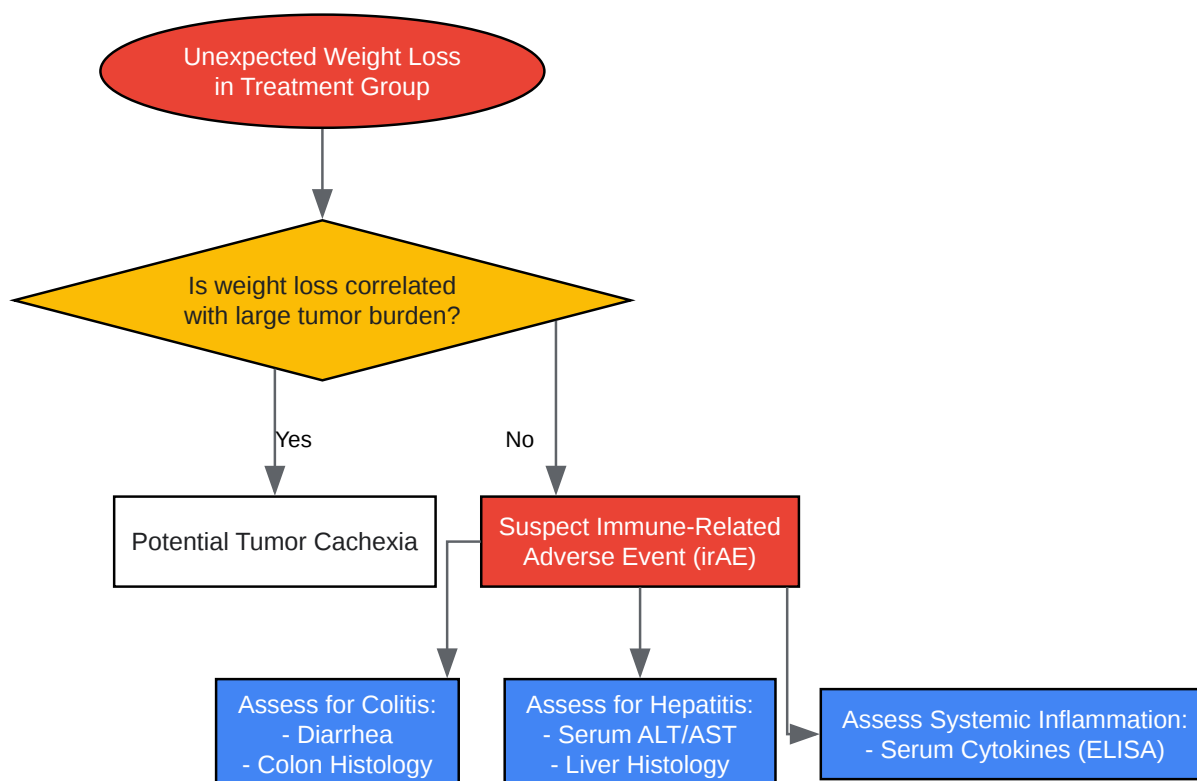 Unexpected Weight Loss
in Treatment Group
Is weight loss correlated
with large tumor burden?
Yes
No
Potential Tumor Cachexia
Suspect Immune-Related
Adverse Event (irAE)
Assess for Colitis:
- Diarrhea
- Colon Histology
Assess for Hepatitis:
- Serum ALT/AST
- Liver Histology
Assess Systemic Inflammation:
- Serum Cytokines (ELISA)